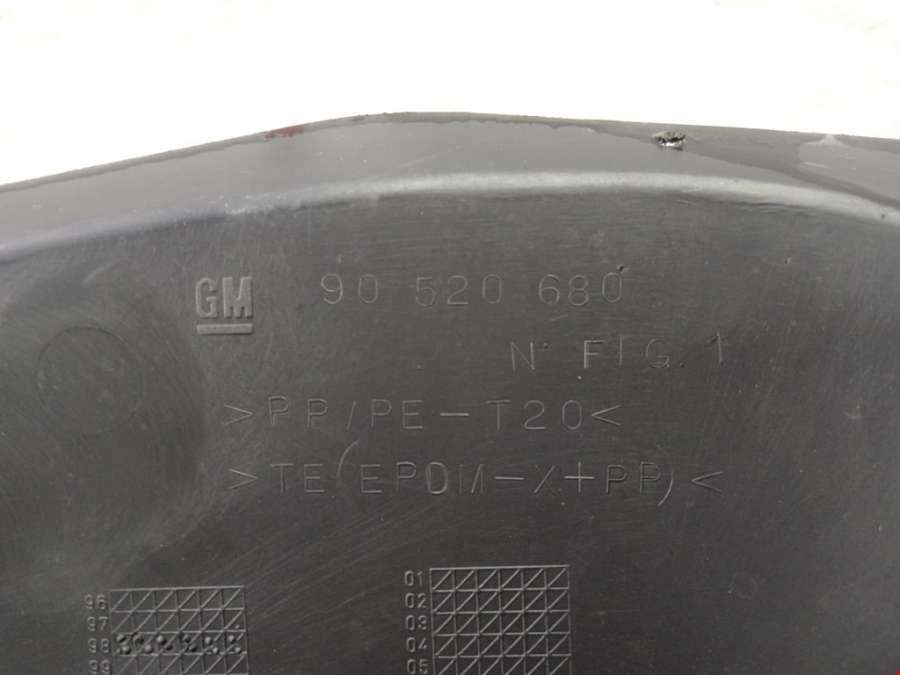 GM 90 520 680
N° FIG. 1
>PP/PE-T20<
>TE(EPDM-X+PP)<
96
97
98
99
01
02
03
04
05